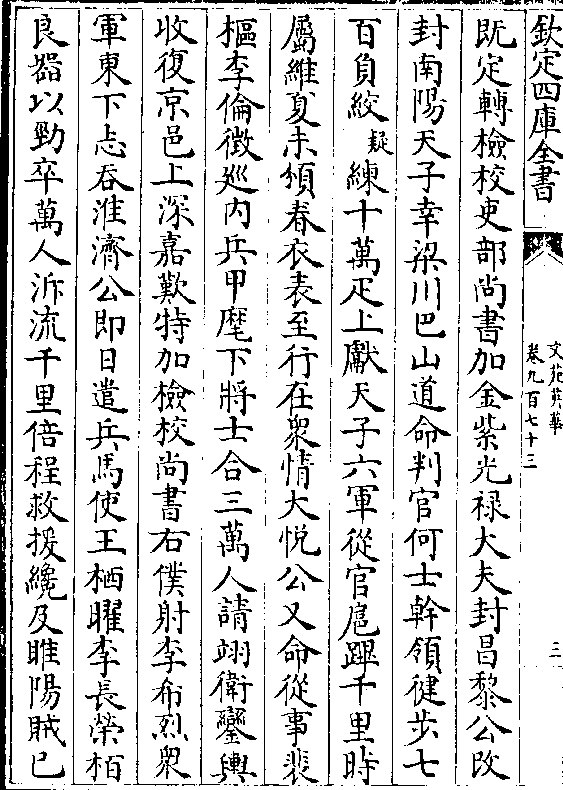 欽定四庫全書
文苑英華
卷九百七十三
三
既定轉檢校吏部尚書加金紫光禄大夫封昌黎公改
封南陽天子幸梁川巴山道命判官何士幹領健步七
百負絞疑練十萬疋上獻天子六軍從官扈蹕千里時
屬維夏未頒春衣表至行在衆情大悦公又命從事裴
樞李倫徴廵内兵甲麾下將士合三萬人請翊衛鑾輿
收復京邑上深嘉歎特加檢校尚書右僕射李希烈衆
軍東下志吞淮濟公即日遣兵馬使王栖曜李長榮栢
良器以勁卒萬人泝流千里倍程救援纔及睢陽賊已